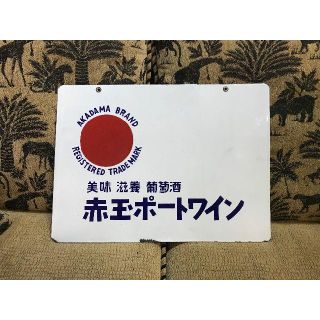 AKADAMA BRAND
REGISTERED TRADE MARK
美味 滋養 葡萄酒
赤玉ポートワイン